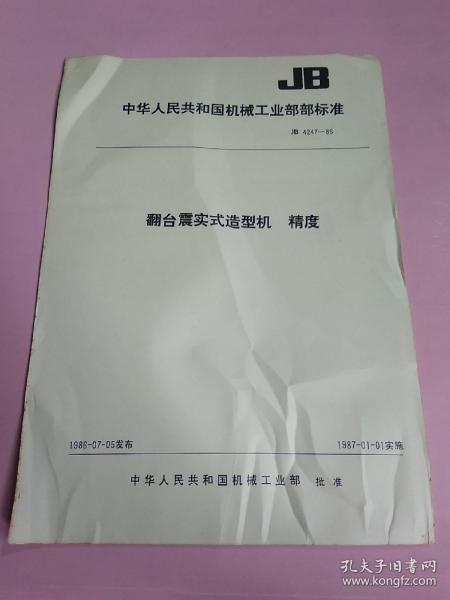 JB
中华人民共和国机械工业部部标准
JB 4247—86
翻台震实式造型机 精度
1986-07-05发布
1987-01-01实施
中华人民共和国机械工业部 批准
孔夫子旧书网
www.kongfz.com